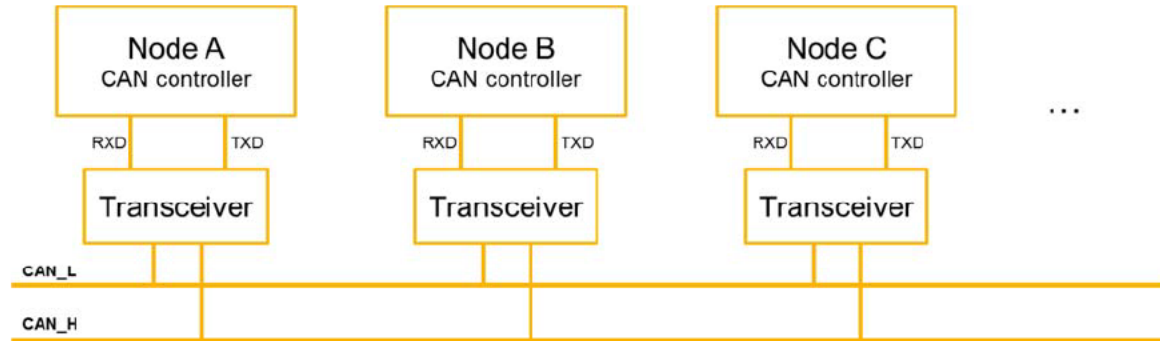 Node A
CAN controller
Node B
CAN controller
Node C
CAN controller
...
RXD
TXD
RXD
TXD
RXD
TXD
Transceiver
Transceiver
Transceiver
CAN_L
CAN_H